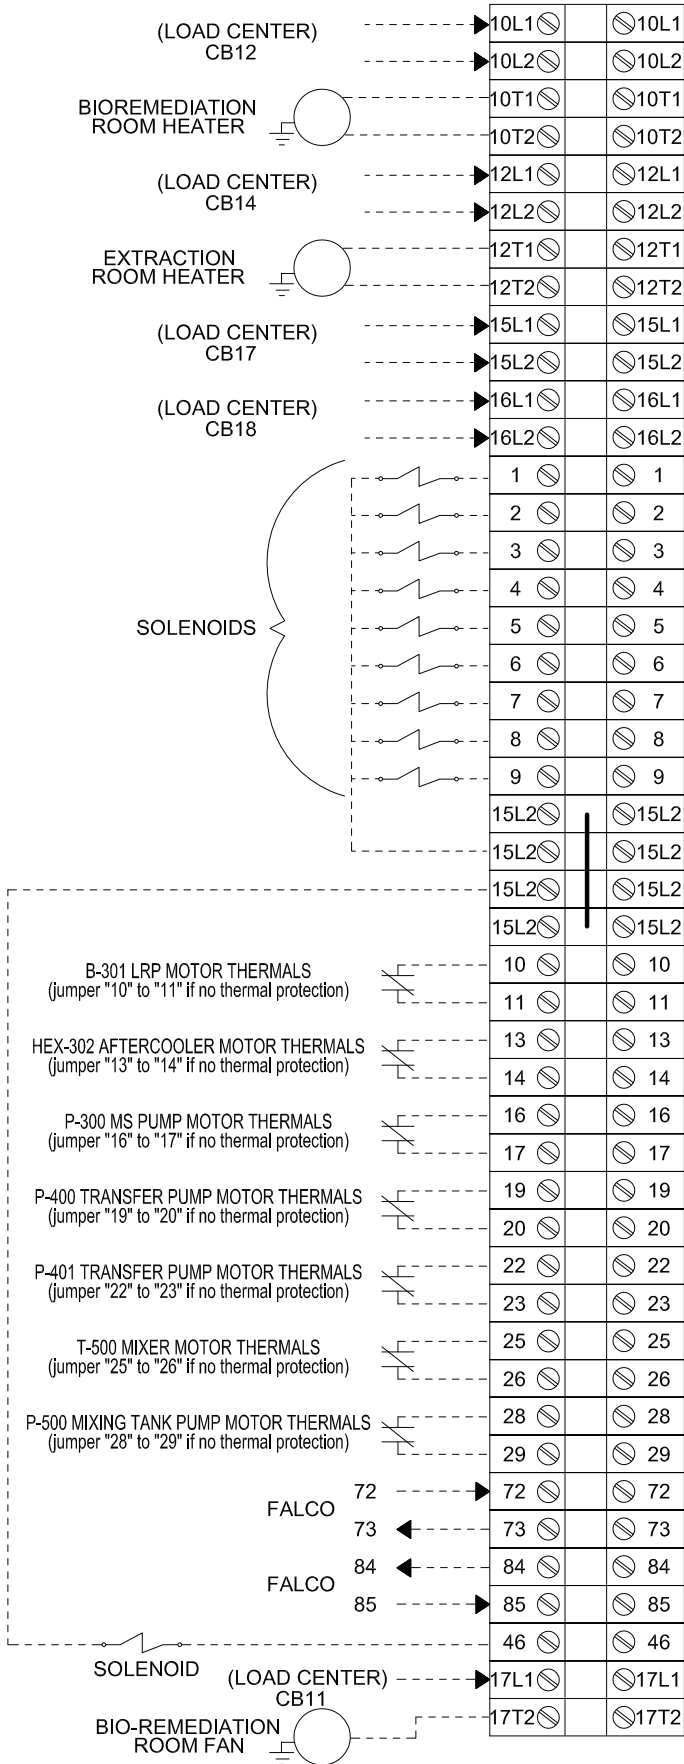 (LOAD CENTER)
CB12
10L1 10L1
10L2 10L2
BIOREMEDIATION
ROOM HEATER
10T1 10T1
10T2 10T2
(LOAD CENTER)
CB14
12L1 12L1
12L2 12L2
EXTRACTION
ROOM HEATER
12T1 12T1
12T2 12T2
(LOAD CENTER)
CB17
15L1 15L1
15L2 15L2
(LOAD CENTER)
CB18
16L1 16L1
16L2 16L2
SOLENOIDS
1 1
2 2
3 3
4 4
5 5
6 6
7 7
8 8
9 9
15L2 15L2
15L2 15L2
15L2 15L2
15L2 15L2
B-301 LRP MOTOR THERMALS
(jumper "10" to "11" if no thermal protection)
10 10
11 11
HEX-302 AFTERCOOLER MOTOR THERMALS
(jumper "13" to "14" if no thermal protection)
13 13
14 14
P-300 MS PUMP MOTOR THERMALS
(jumper "16" to "17" if no thermal protection)
16 16
17 17
P-400 TRANSFER PUMP MOTOR THERMALS
(jumper "19" to "20" if no thermal protection)
19 19
20 20
P-401 TRANSFER PUMP MOTOR THERMALS
(jumper "22" to "23" if no thermal protection)
22 22
23 23
T-500 MIXER MOTOR THERMALS
(jumper "25" to "26" if no thermal protection)
25 25
26 26
P-500 MIXING TANK PUMP MOTOR THERMALS
(jumper "28" to "29" if no thermal protection)
28 28
29 29
FALCO
72 72 72
73 73 73
FALCO
84 84 84
85 85 85
46 46
SOLENOID
(LOAD CENTER)
CB11
17L1 17L1
BIO-REMEDIATION
ROOM FAN
17T2 17T2